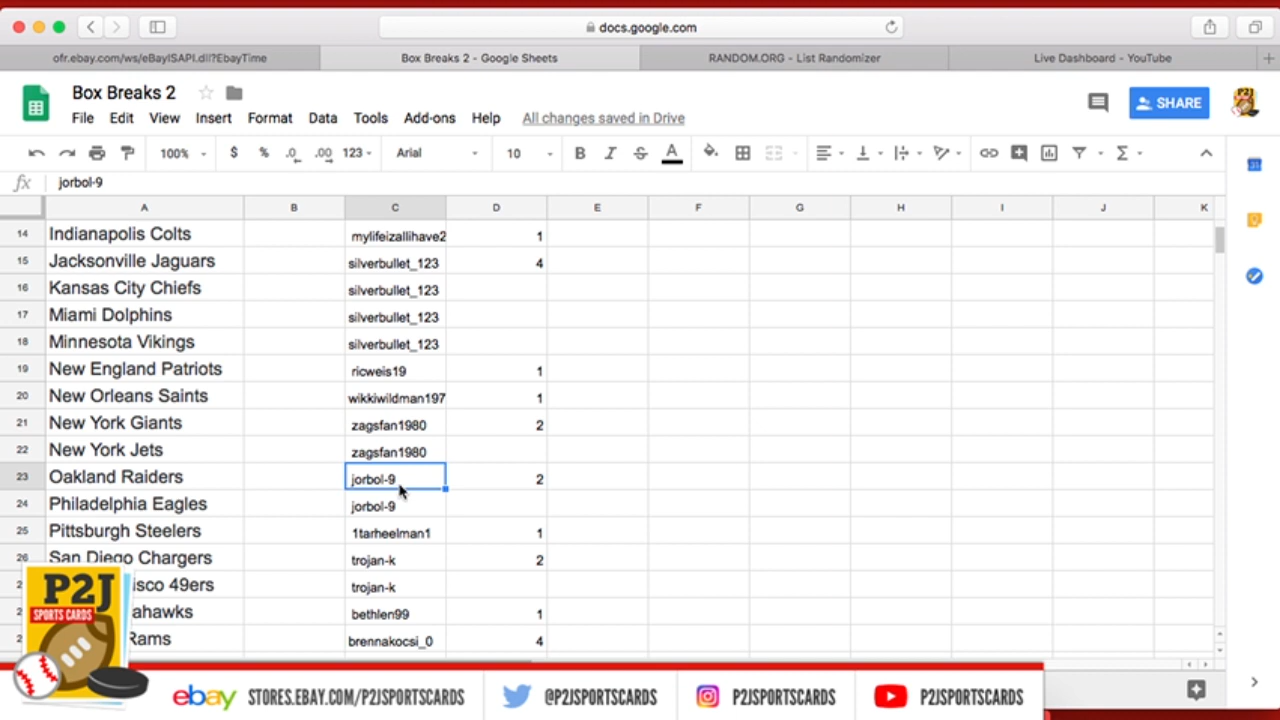 docs.google.com
ofr.ebay.com/ws/eBayISAPI.dll?EbayTime
Box Breaks 2 - Google Sheets
RANDOM.ORG - List Randomizer
Live Dashboard - YouTube
Box Breaks 2
SHARE
File Edit View Insert Format Data Tools Add-ons Help All changes saved in Drive
100% $ % .0 .00 123 Arial 10 B I S A
fx jorbol-9
A B C D E F G H I J K
14 Indianapolis Colts mylifeizallihave2 1
15 Jacksonville Jaguars silverbullet_123 4
16 Kansas City Chiefs silverbullet_123
17 Miami Dolphins silverbullet_123
18 Minnesota Vikings silverbullet_123
19 New England Patriots ricweis19 1
20 New Orleans Saints wikkiwildman197 1
21 New York Giants zagsfan1980 2
22 New York Jets zagsfan1980
23 Oakland Raiders jorbol-9 2
24 Philadelphia Eagles jorbol-9
25 Pittsburgh Steelers 1tarheelman1 1
26 San Diego Chargers trojan-k 2
isco 49ers trojan-k
ahawks bethlen99 1
Rams brennakocsi_0 4
P2J
SPORTS CARDS
ebay STORES.EBAY.COM/P2JSPORTSCARDS @P2JSPORTSCARDS P2JSPORTSCARDS P2JSPORTSCARDS